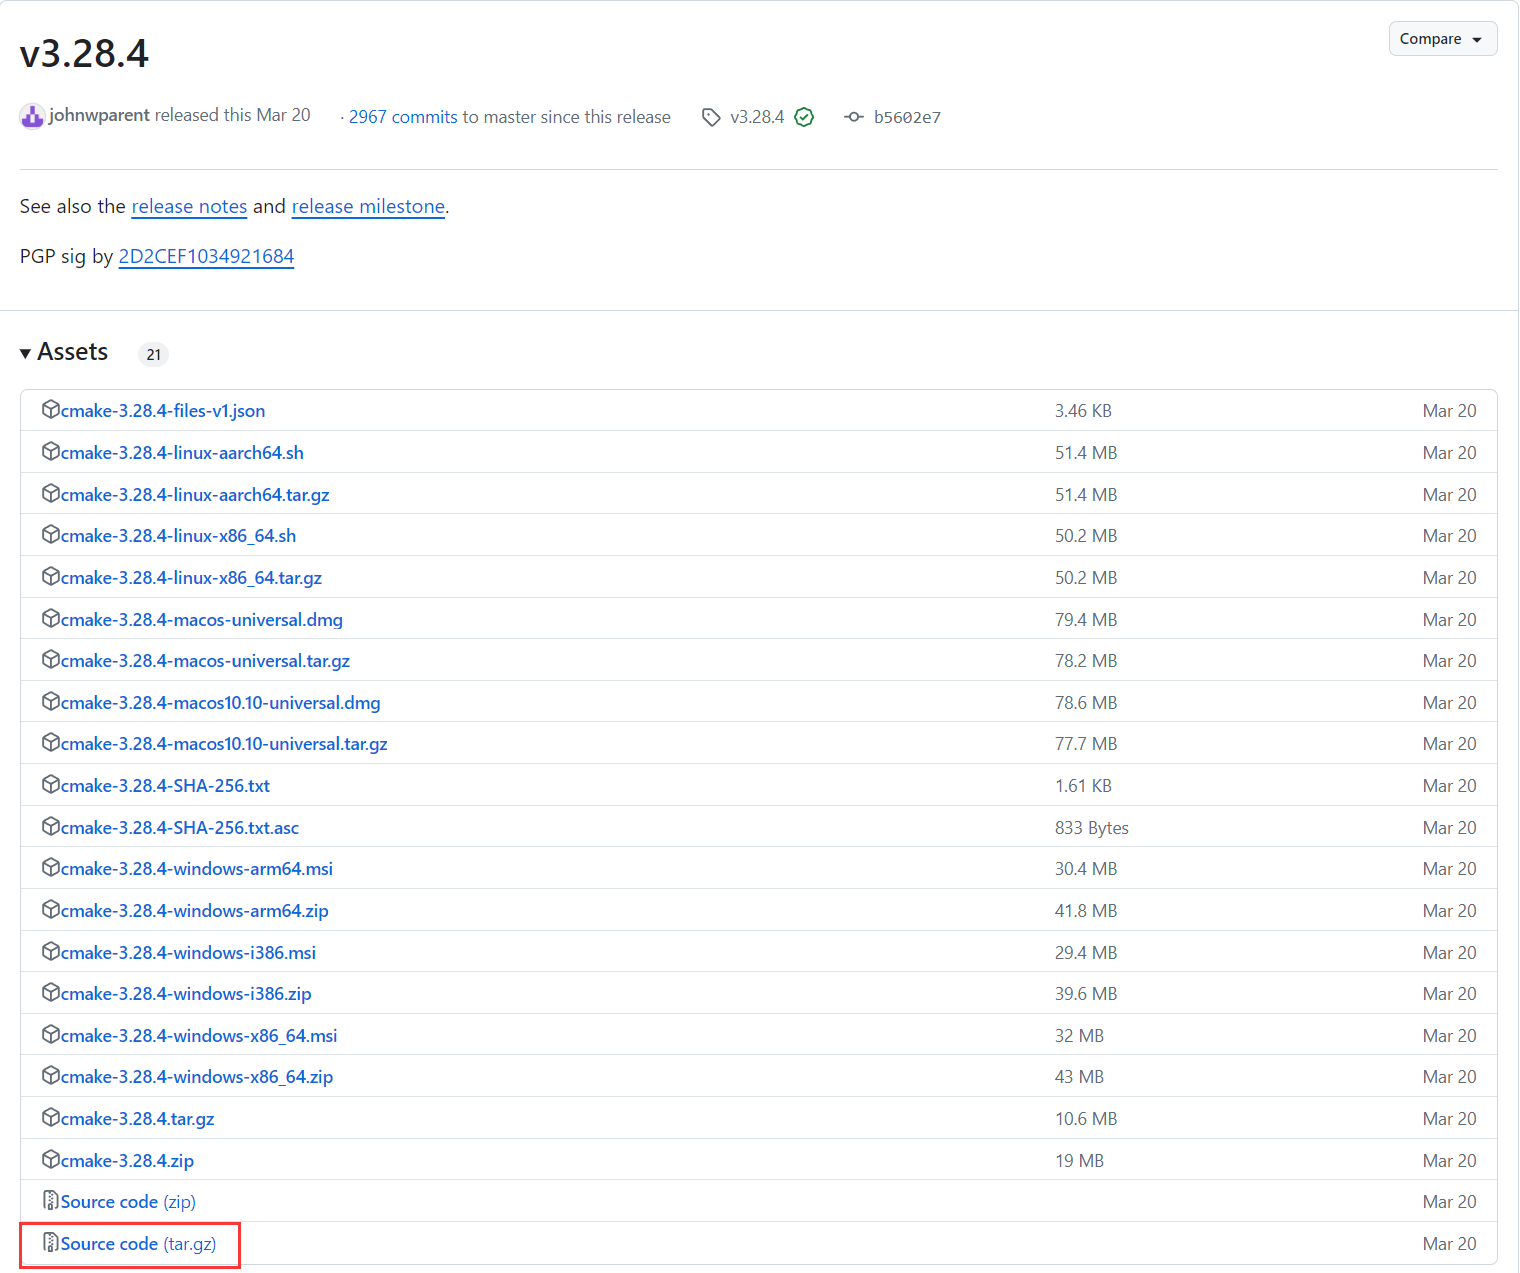 v3.28.4
Compare
johnwparent released this Mar 20 · 2967 commits to master since this release v3.28.4 b5602e7
See also the release notes and release milestone.
PGP sig by 2D2CEF1034921684
Assets 21
cmake-3.28.4-files-v1.json 3.46 KB Mar 20
cmake-3.28.4-linux-aarch64.sh 51.4 MB Mar 20
cmake-3.28.4-linux-aarch64.tar.gz 51.4 MB Mar 20
cmake-3.28.4-linux-x86_64.sh 50.2 MB Mar 20
cmake-3.28.4-linux-x86_64.tar.gz 50.2 MB Mar 20
cmake-3.28.4-macos-universal.dmg 79.4 MB Mar 20
cmake-3.28.4-macos-universal.tar.gz 78.2 MB Mar 20
cmake-3.28.4-macos10.10-universal.dmg 78.6 MB Mar 20
cmake-3.28.4-macos10.10-universal.tar.gz 77.7 MB Mar 20
cmake-3.28.4-SHA-256.txt 1.61 KB Mar 20
cmake-3.28.4-SHA-256.txt.asc 833 Bytes Mar 20
cmake-3.28.4-windows-arm64.msi 30.4 MB Mar 20
cmake-3.28.4-windows-arm64.zip 41.8 MB Mar 20
cmake-3.28.4-windows-i386.msi 29.4 MB Mar 20
cmake-3.28.4-windows-i386.zip 39.6 MB Mar 20
cmake-3.28.4-windows-x86_64.msi 32 MB Mar 20
cmake-3.28.4-windows-x86_64.zip 43 MB Mar 20
cmake-3.28.4.tar.gz 10.6 MB Mar 20
cmake-3.28.4.zip 19 MB Mar 20
Source code (zip) Mar 20
Source code (tar.gz) Mar 20